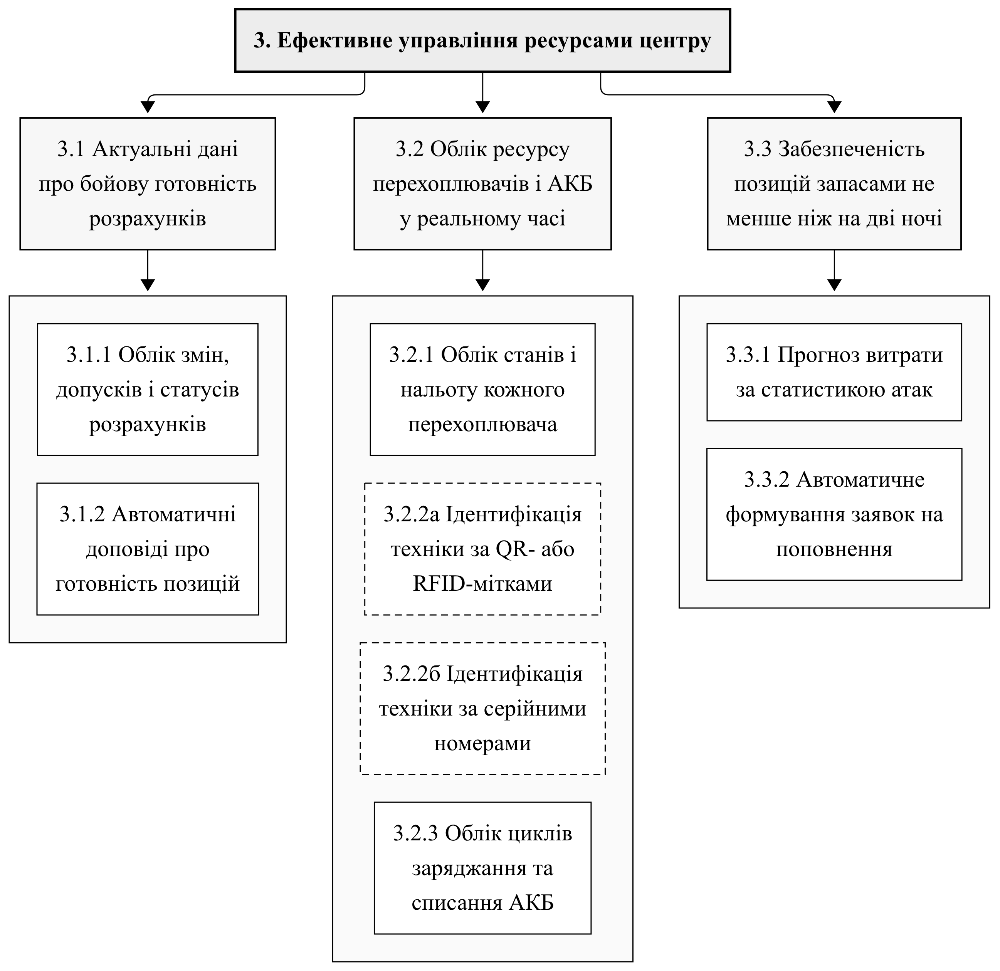 3. Ефективне управління ресурсами центру
3.1 Актуальні дані
про бойову готовність
розрахунків
3.2 Облік ресурсу
перехоплювачів і АКБ
у реальному часі
3.3 Забезпеченість
позицій запасами не
менше ніж на дві ночі
3.1.1 Облік змін,
допусків і статусів
розрахунків
3.1.2 Автоматичні
доповіді про
готовність позицій
3.2.1 Облік станів і
нальоту кожного
перехоплювача
3.2.2а Ідентифікація
техніки за QR- або
RFID-мітками
3.2.2б Ідентифікація
техніки за серійними
номерами
3.2.3 Облік циклів
заряджання та
списання АКБ
3.3.1 Прогноз витрати
за статистикою атак
3.3.2 Автоматичне
формування заявок на
поповнення